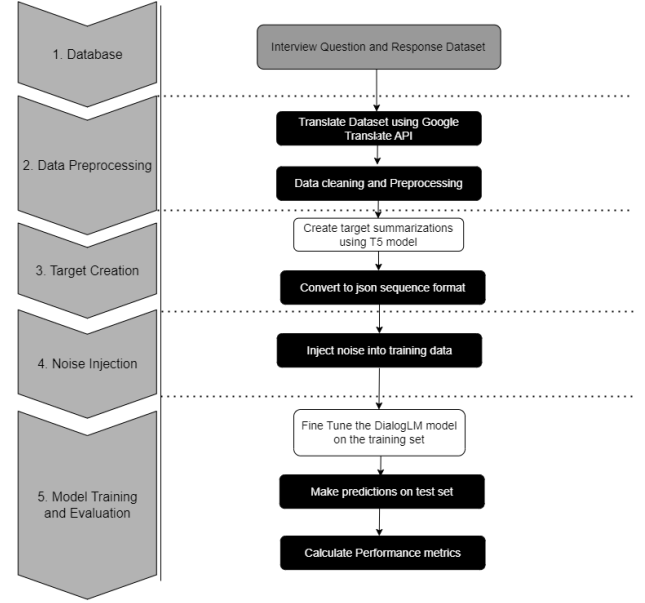 1. Database
Interview Question and Response Dataset
2. Data Preprocessing
Translate Dataset using Google
Translate API
Data cleaning and Preprocessing
3. Target Creation
Create target summarizations
using T5 model
Convert to json sequence format
4. Noise Injection
Inject noise into training data
5. Model Training
and Evaluation
Fine Tune the DialogLM model
on the training set
Make predictions on test set
Calculate Performance metrics